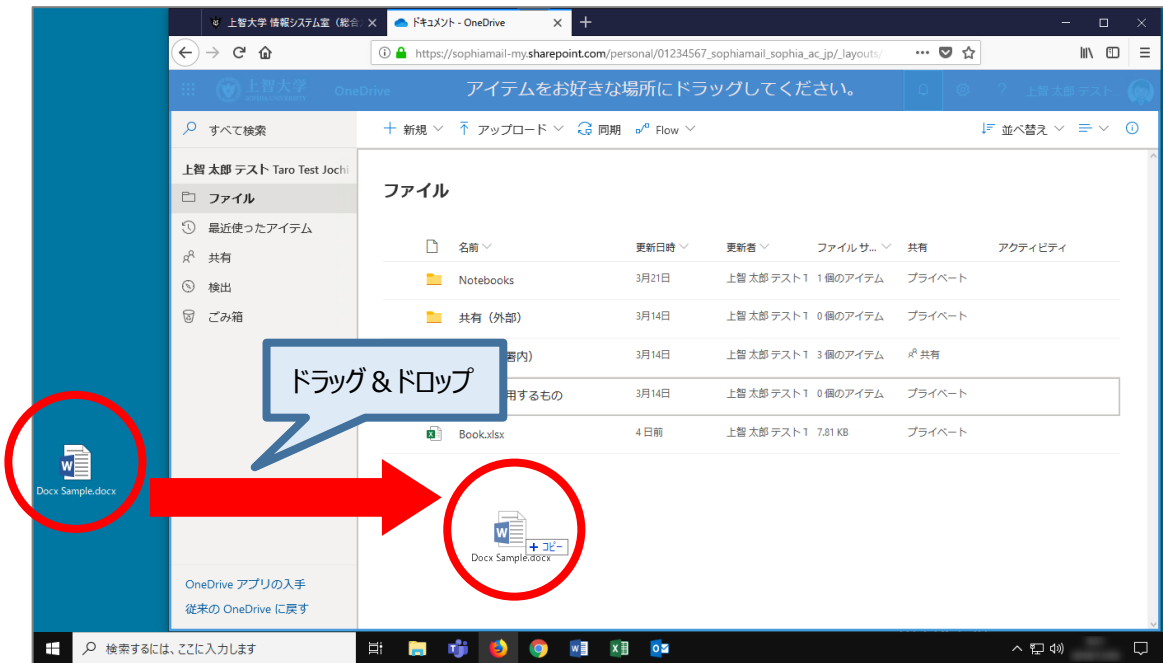 上智大学 情報システム室（総合
ドキュメント - OneDrive
https://sophiamail-my.sharepoint.com/personal/01234567_sophiamail_sophia_ac_jp/_layouts/
上智大学
OneDrive
アイテムをお好きな場所にドラッグしてください。
? 上智 太郎 テスト
すべて検索
新規
アップロード
同期
Flow
並べ替え
上智 太郎 テスト Taro Test Jochi
ファイル
最近使ったアイテム
共有
検出
ごみ箱
ファイル
名前 更新日時 更新者 ファイル サ... 共有 アクティビティ
Notebooks 3月21日 上智 太郎 テスト T 1 個のアイテム プライベート
共有（外部） 3月14日 上智 太郎 テスト T 0 個のアイテム プライベート
署内） 3月14日 上智 太郎 テスト T 3 個のアイテム 共有
用するもの 3月14日 上智 太郎 テスト T 0 個のアイテム プライベート
Book.xlsx 4 日前 上智 太郎 テスト T 7.81 KB プライベート
ドラッグ＆ドロップ
Docx Sample.docx
+ コピー
Docx Sample.docx
OneDrive アプリの入手
従来の OneDrive に戻す
検索するには、ここに入力します